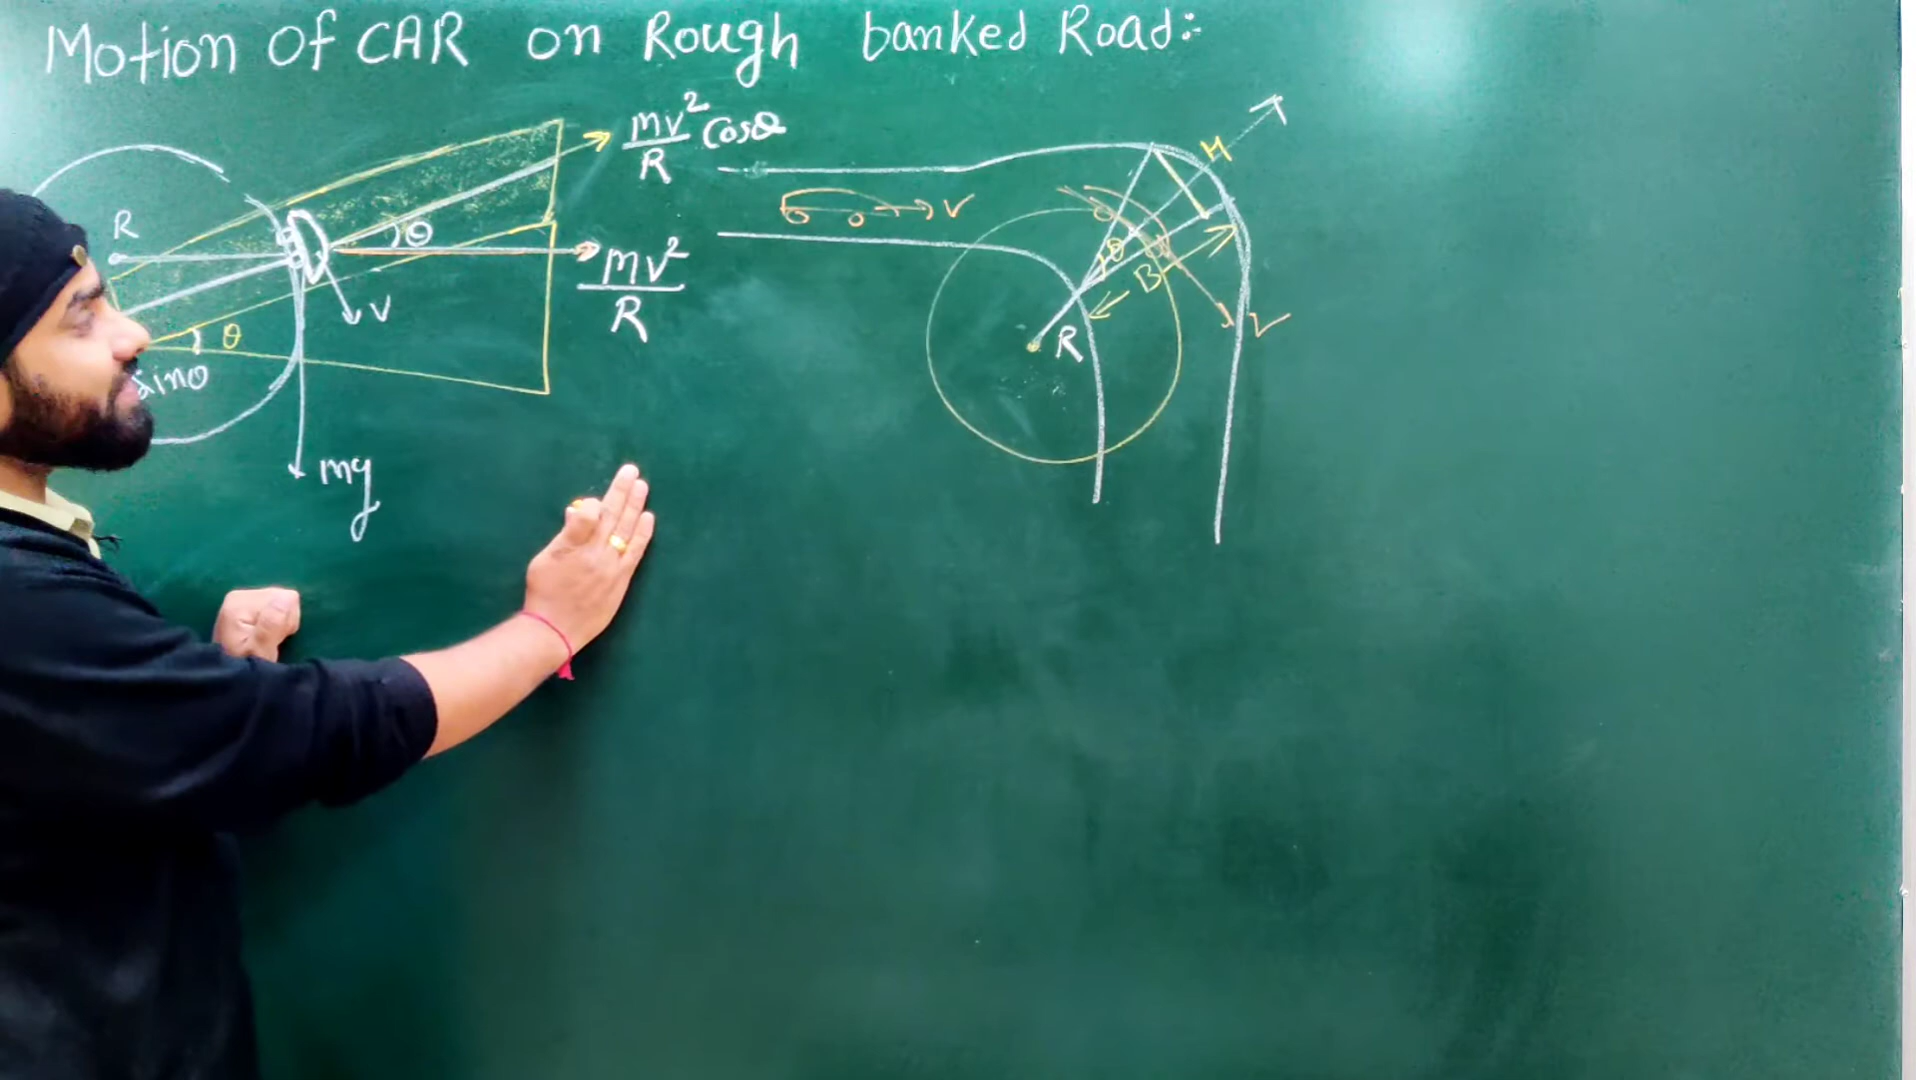 Motion of CAR on Rough banked Road:-
mv²/R Cosθ
R
θ
mv²/R
V
θ
sinθ
mg
V
H
θ
B
R
V